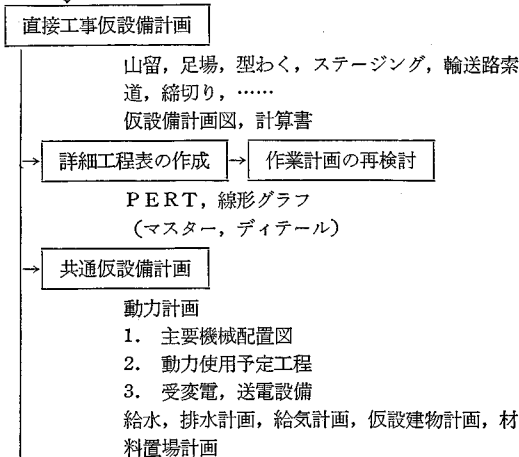 直接工事仮設備計画
山留，足場，型わく，ステージング，輸送路索
道，締切り，……
仮設備計画図，計算書
詳細工程表の作成
作業計画の再検討
PERT，線形グラフ
（マスター，ディテール）
共通仮設備計画
動力計画
1. 主要機械配置図
2. 動力使用予定工程
3. 受変電，送電設備
給水，排水計画，給気計画，仮設建物計画，材
料置場計画